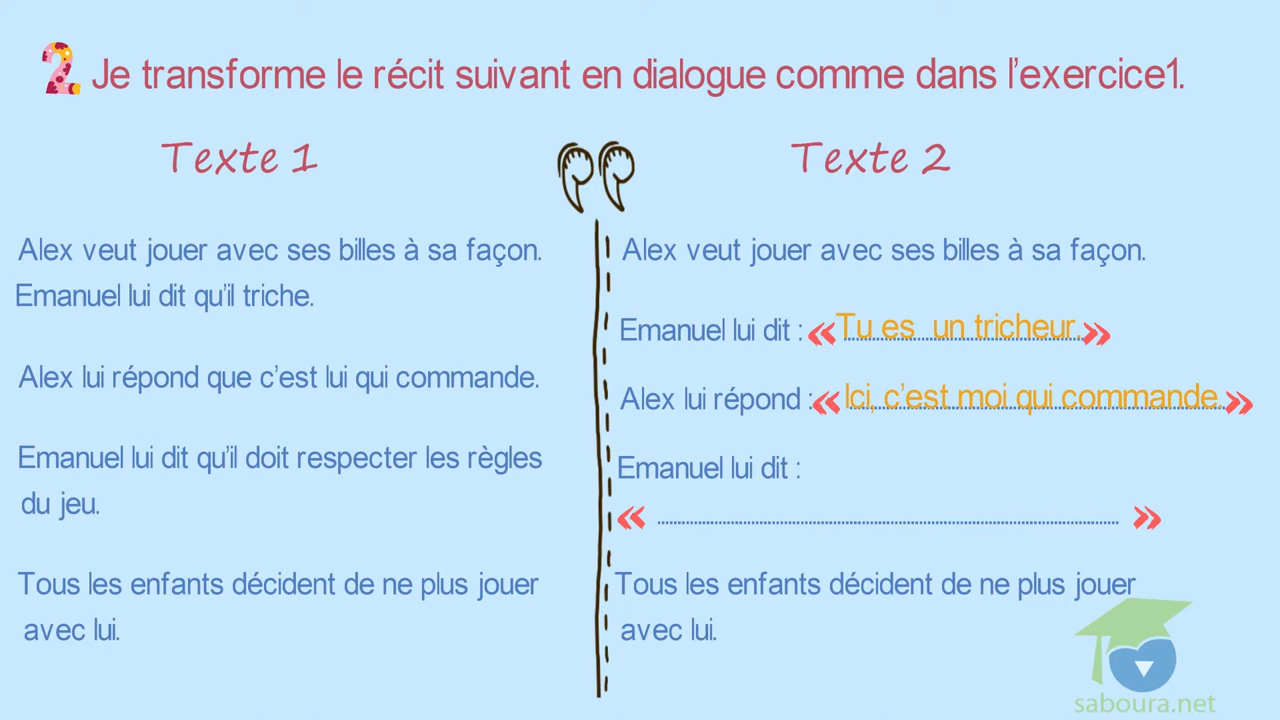 2 Je transforme le récit suivant en dialogue comme dans l'exercice1.
Texte 1
Alex veut jouer avec ses billes à sa façon.
Emanuel lui dit qu'il triche.
Alex lui répond que c'est lui qui commande.
Emanuel lui dit qu'il doit respecter les règles
du jeu.
Tous les enfants décident de ne plus jouer
avec lui.
Texte 2
Alex veut jouer avec ses billes à sa façon.
Emanuel lui dit : « Tu es un tricheur. »
Alex lui répond : « Ici, c'est moi qui commande. »
Emanuel lui dit :
« ........................ »
Tous les enfants décident de ne plus jouer
avec lui.
saboura.net